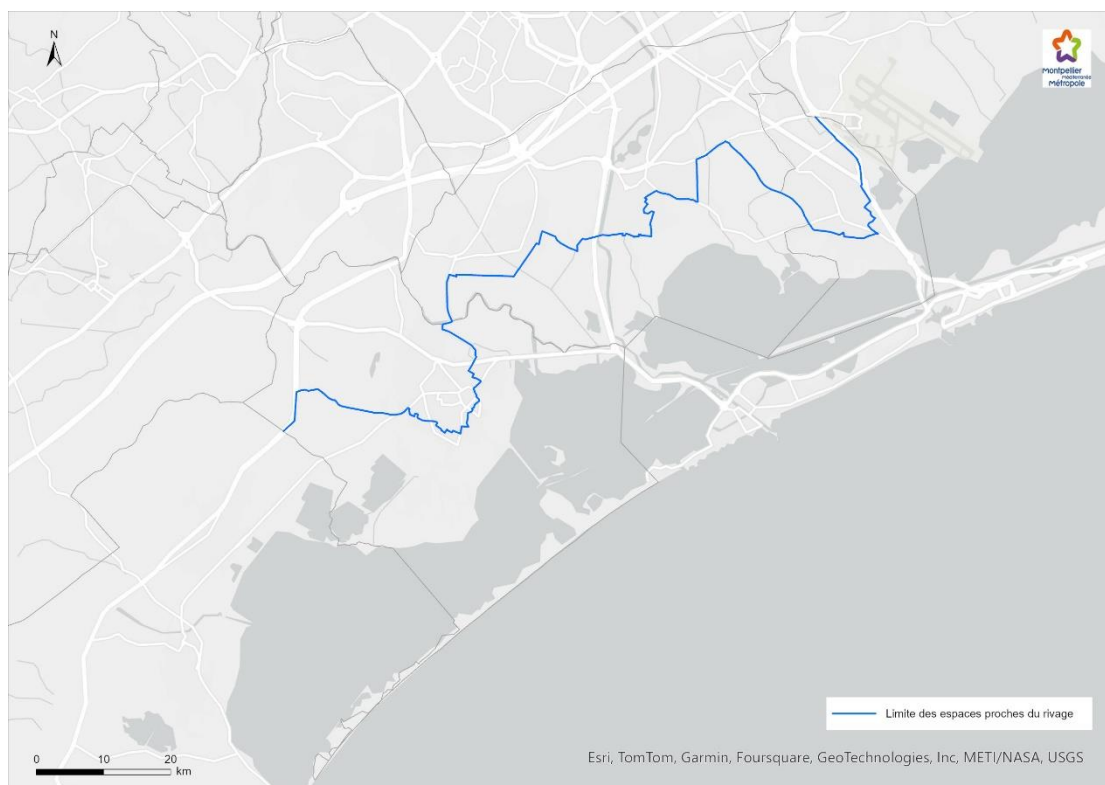 N
Montpellier
Méditerranée
Métropole
Limite des espaces proches du rivage
0 10 20
km
Esri, TomTom, Garmin, Foursquare, GeoTechnologies, Inc, METI/NASA, USGS